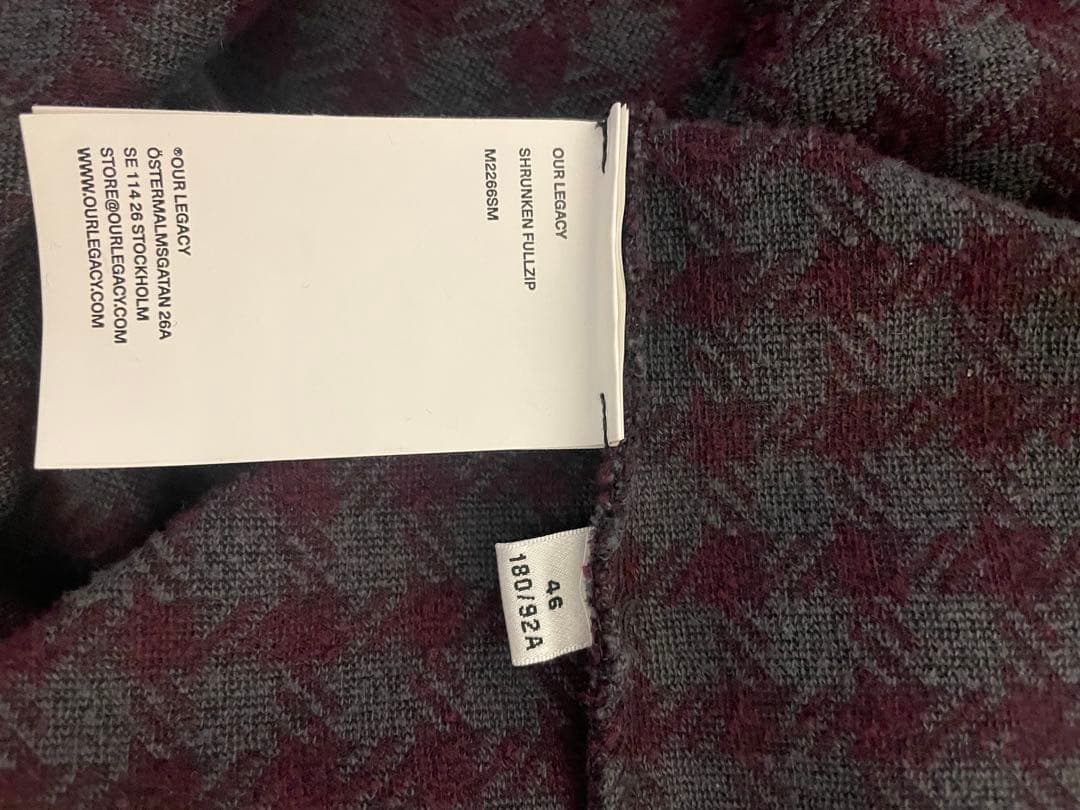 OUR LEGACY
SHRUNKEN FULLZIP
M2266SM
®OUR LEGACY
ÖSTERMALMSGATAN 26A
SE 114 26 STOCKHOLM
STORE@OURLEGACY.COM
WWW.OURLEGACY.COM
46
180/92A